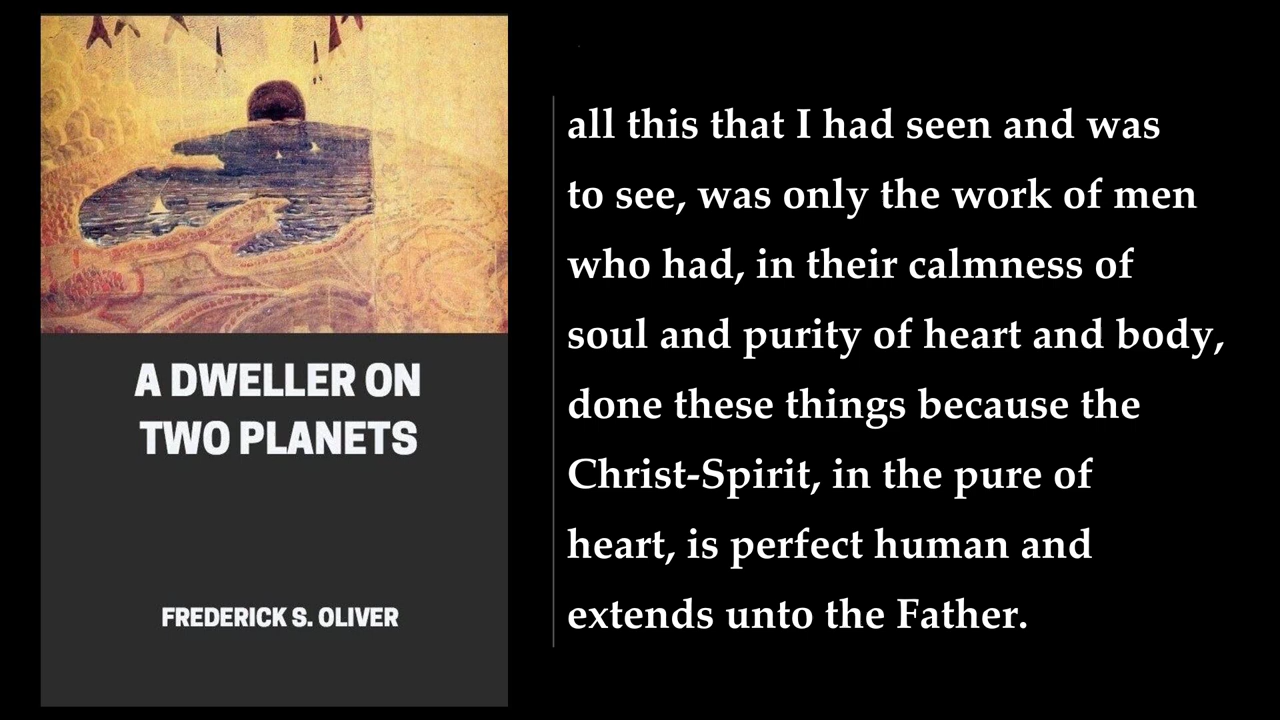 A DWELLER ON
TWO PLANETS
FREDERICK S. OLIVER
all this that I had seen and was
to see, was only the work of men
who had, in their calmness of
soul and purity of heart and body,
done these things because the
Christ-Spirit, in the pure of
heart, is perfect human and
extends unto the Father.